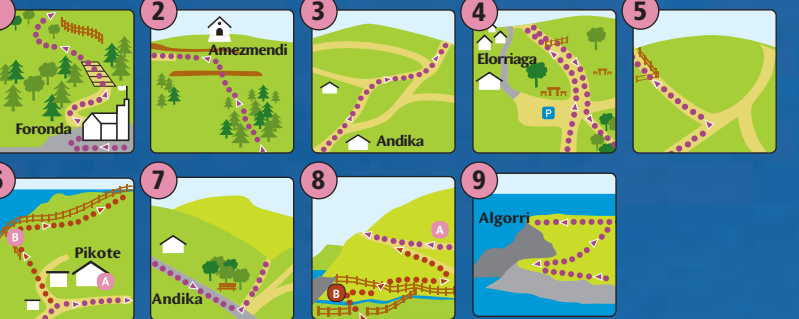 2
3
4
5
Amezmendi
Elorriaga
P
Foronda
Andika
7
8
9
Algorri
A
B
Pikote
A
B
Andika